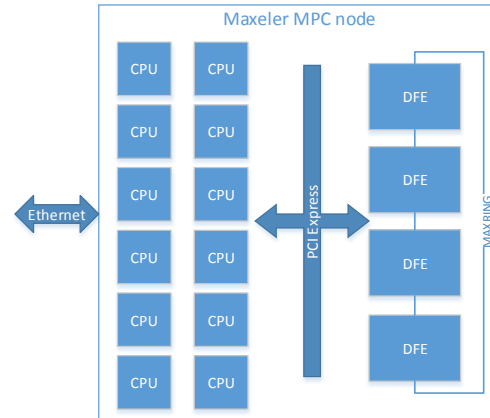 Maxeler MPC node
CPU
CPU
CPU
CPU
CPU
CPU
CPU
CPU
CPU
CPU
CPU
CPU
Ethernet
PCI Express
DFE
DFE
DFE
DFE
MAXRING